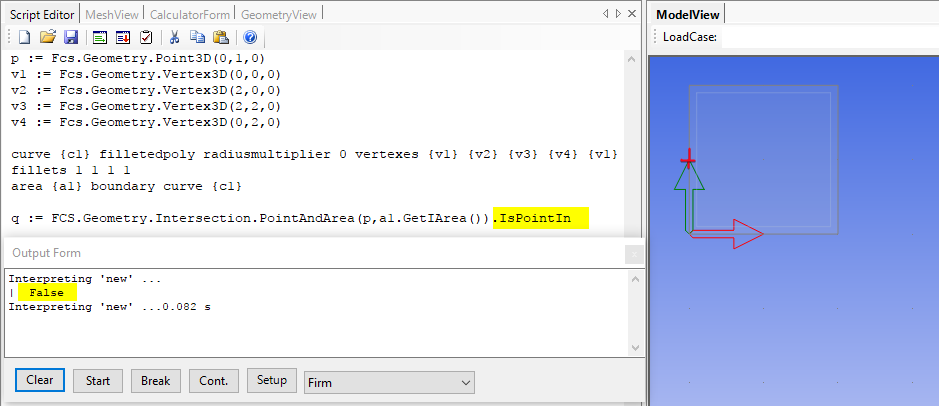 Script Editor MeshView CalculatorForm GeometryView
p := Fcs.Geometry.Point3D(0,1,0)
v1 := Fcs.Geometry.Vertex3D(0,0,0)
v2 := Fcs.Geometry.Vertex3D(2,0,0)
v3 := Fcs.Geometry.Vertex3D(2,2,0)
v4 := Fcs.Geometry.Vertex3D(0,2,0)
curve {c1} filletedpoly radiusmultiplier 0 vertexes {v1} {v2} {v3} {v4} {v1}
fillets 1 1 1 1
area {a1} boundary curve {c1}
q := FCS.Geometry.Intersection.PointAndArea(p,a1.GetIArea()).IsPointIn
Output Form
Interpreting 'new' ...
| False
Interpreting 'new' ...0.082 s
Clear Start Break Cont. Setup Firm
ModelView
LoadCase: